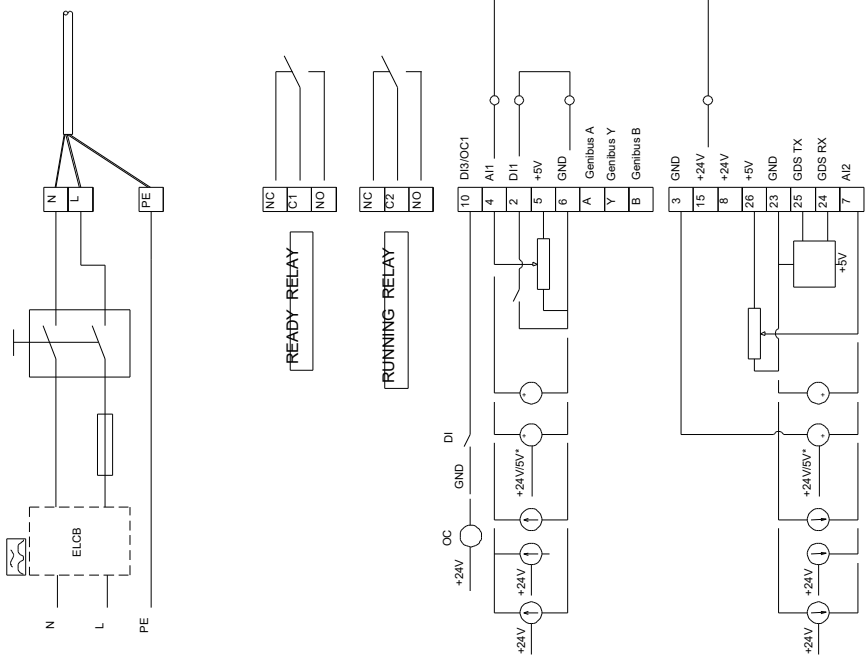 N
L
PE
ELCB
N
L
PE
NC
C1
NO
READY RELAY
NC
C2
NO
RUNNING RELAY
+24V
OC
GND
DI
10
DI3/OC1
4
AI1
2
DI1
5
+5V
6
GND
A
Genibus A
Y
Genibus Y
B
Genibus B
+24V
+24V
+24V/5V*
3
GND
15
+24V
8
+24V
26
+5V
23
GND
25
GDS TX
24
GDS RX
7
AI2
+5V
+24V
+24V
+24V/5V*